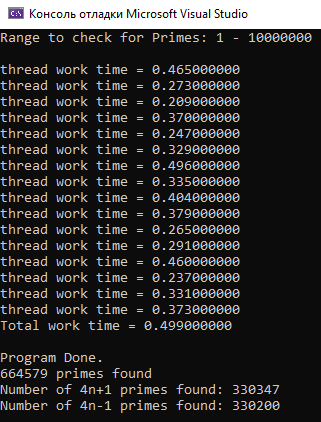 Консоль отладки Microsoft Visual Studio
Range to check for Primes: 1 - 10000000
thread work time = 0.465000000
thread work time = 0.273000000
thread work time = 0.209000000
thread work time = 0.370000000
thread work time = 0.247000000
thread work time = 0.329000000
thread work time = 0.496000000
thread work time = 0.335000000
thread work time = 0.404000000
thread work time = 0.379000000
thread work time = 0.265000000
thread work time = 0.291000000
thread work time = 0.460000000
thread work time = 0.237000000
thread work time = 0.331000000
thread work time = 0.373000000
Total work time = 0.499000000
Program Done.
664579 primes found
Number of 4n+1 primes found: 330347
Number of 4n-1 primes found: 330200